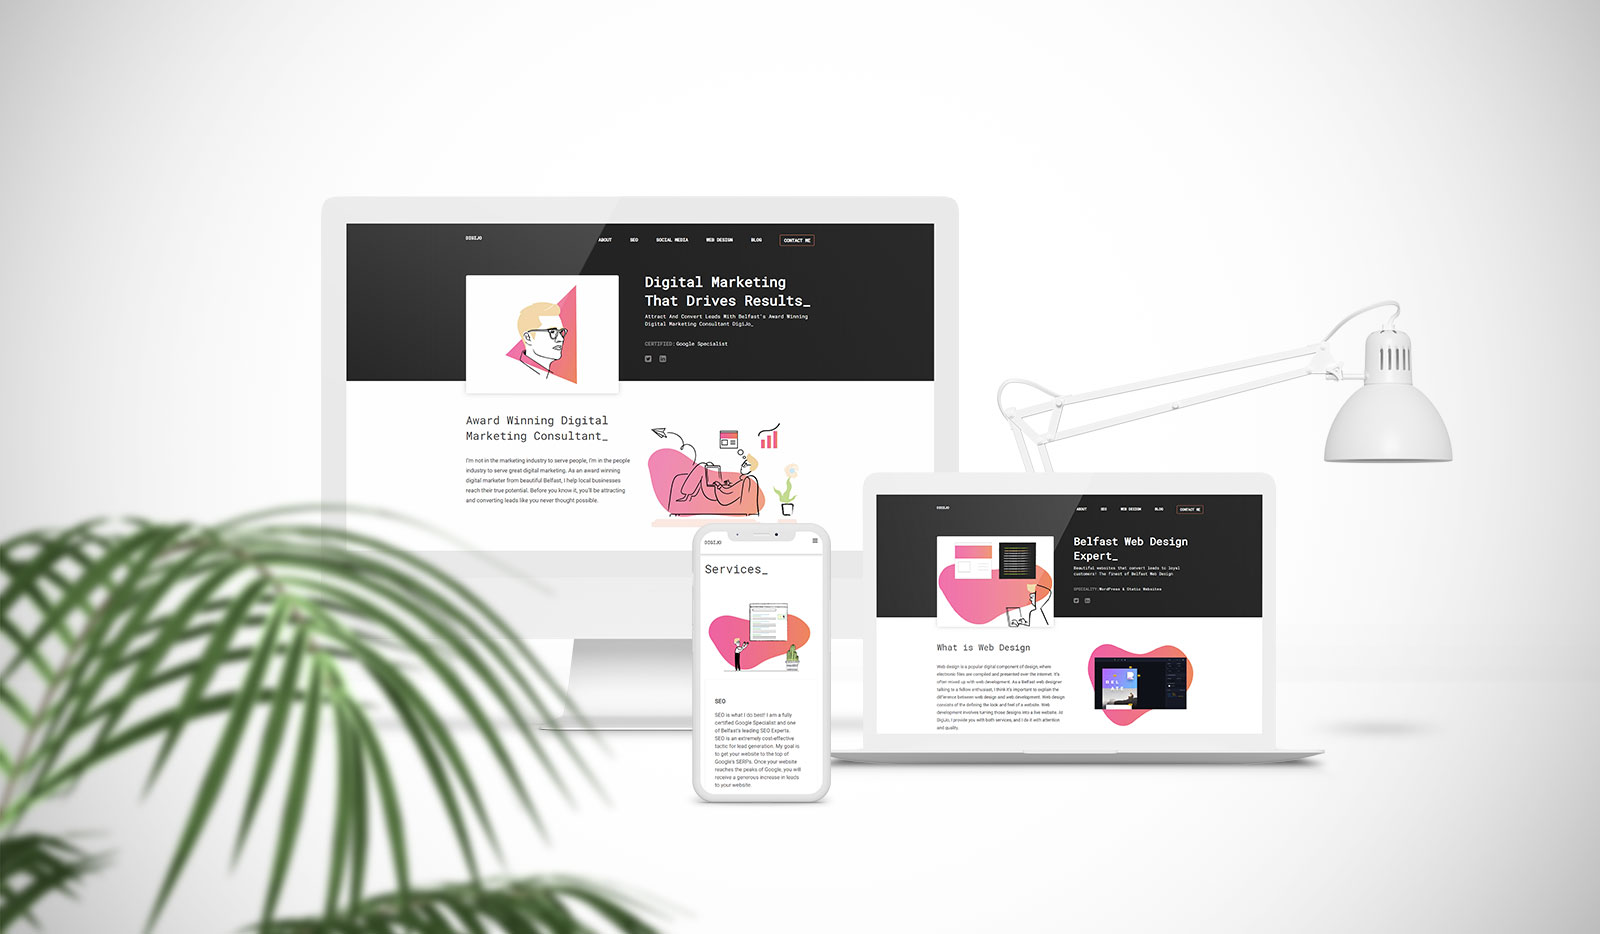 DIGIJO
ABOUT SEO SOCIAL MEDIA WEB DESIGN BLOG CONTACT ME
Digital Marketing
That Drives Results_
Attract And Convert Leads With Belfast's Award Winning
Digital Marketing Consultant DigiJo_
CERTIFIED: Google Specialist
Award Winning Digital
Marketing Consultant_
I'm not in the marketing industry to serve people, I'm in the people
industry to serve great digital marketing. As an award winning
digital marketer from beautiful Belfast, I help local businesses
reach their true potential. Before you know it, you'll be attracting
and converting leads like you never thought possible.
DIGIJO
Services_
SEO
SEO is what I do best! I am a fully
certified Google Specialist and one
of Belfast's leading SEO Experts.
SEO is an extremely cost-effective
tactic for lead generation. My goal is
to get your website to the top of
Google's SERPs. Once your website
reaches the peaks of Google, you will
receive a generous increase in leads
to your website.
DIGIJO
ABOUT SEO WEB DESIGN BLOG CONTACT ME
Belfast Web Design
Expert_
Beautiful websites that convert leads to loyal
customers! The finest of Belfast Web Design
SPECIALITY: WordPress & Static Websites
What is Web Design
Web design is a popular digital component of design, where
electronic files are compiled and presented over the internet. It's
often mixed up with web development. As a Belfast web designer
talking to a fellow enthusiast, I think it's important to explain the
difference between web design and web development. Web design
consists of the defining the look and feel of a website. Web
development involves turning those designs into a live website. At
DigiJo, I provide you with both services, and I do it with attention
and quality.